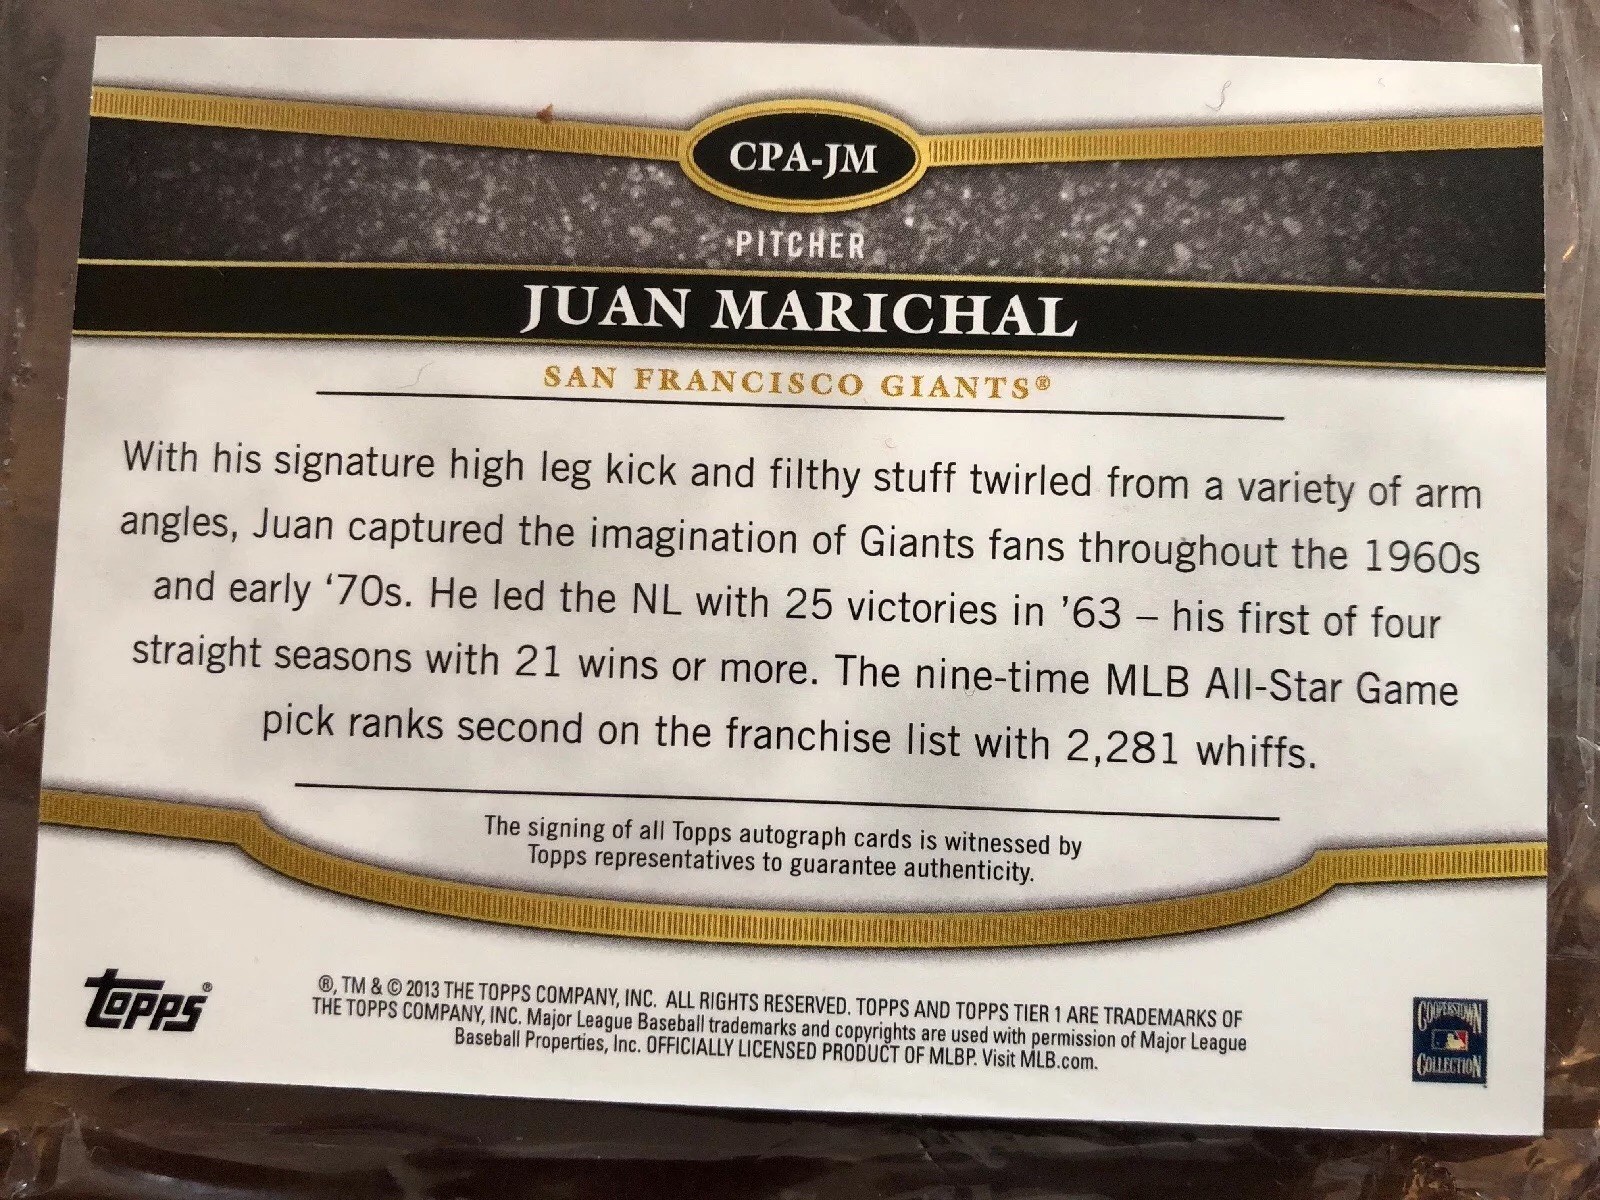 CPA-JM
PITCHER
JUAN MARICHAL
SAN FRANCISCO GIANTS®
With his signature high leg kick and filthy stuff twirled from a variety of arm
angles, Juan captured the imagination of Giants fans throughout the 1960s
and early ‘70s. He led the NL with 25 victories in ’63 – his first of four
straight seasons with 21 wins or more. The nine-time MLB All-Star Game
pick ranks second on the franchise list with 2,281 whiffs.
The signing of all Topps autograph cards is witnessed by
Topps representatives to guarantee authenticity.
topps®
®, TM & © 2013 THE TOPPS COMPANY, INC. ALL RIGHTS RESERVED. TOPPS AND TOPPS TIER 1 ARE TRADEMARKS OF
THE TOPPS COMPANY, INC. Major League Baseball trademarks and copyrights are used with permission of Major League
Baseball Properties, Inc. OFFICIALLY LICENSED PRODUCT OF MLBP. Visit MLB.com.
COOPERSTOWN
COLLECTION